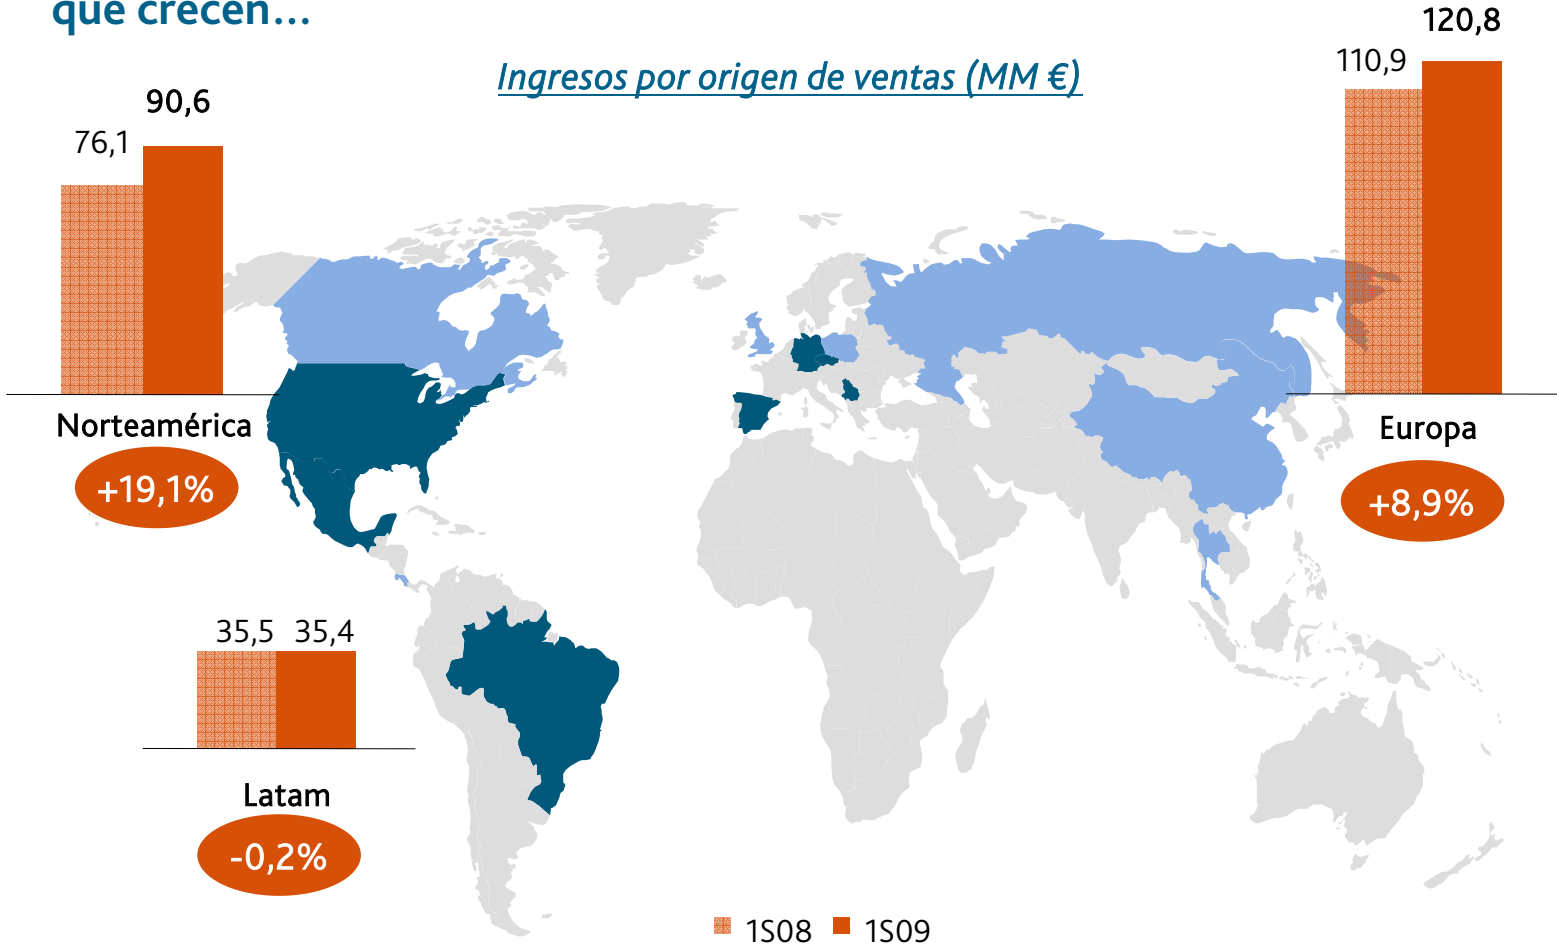 que crecen...
Ingresos por origen de ventas (MM €)
76,1
90,6
Norteamérica
+19,1%
110,9
120,8
Europa
+8,9%
35,5
35,4
Latam
-0,2%
1S08
1S09